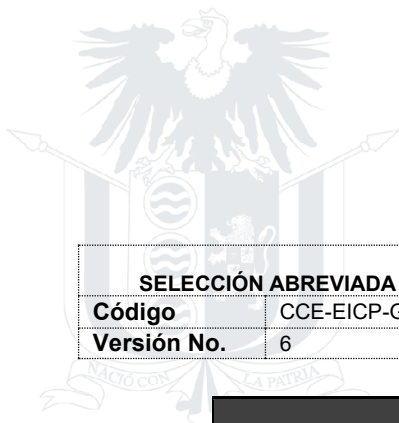 SELECCIÓN ABREVIADA
Código CCE-EICP-G
Versión No. 6
NACIÓ CON LA PATRIA